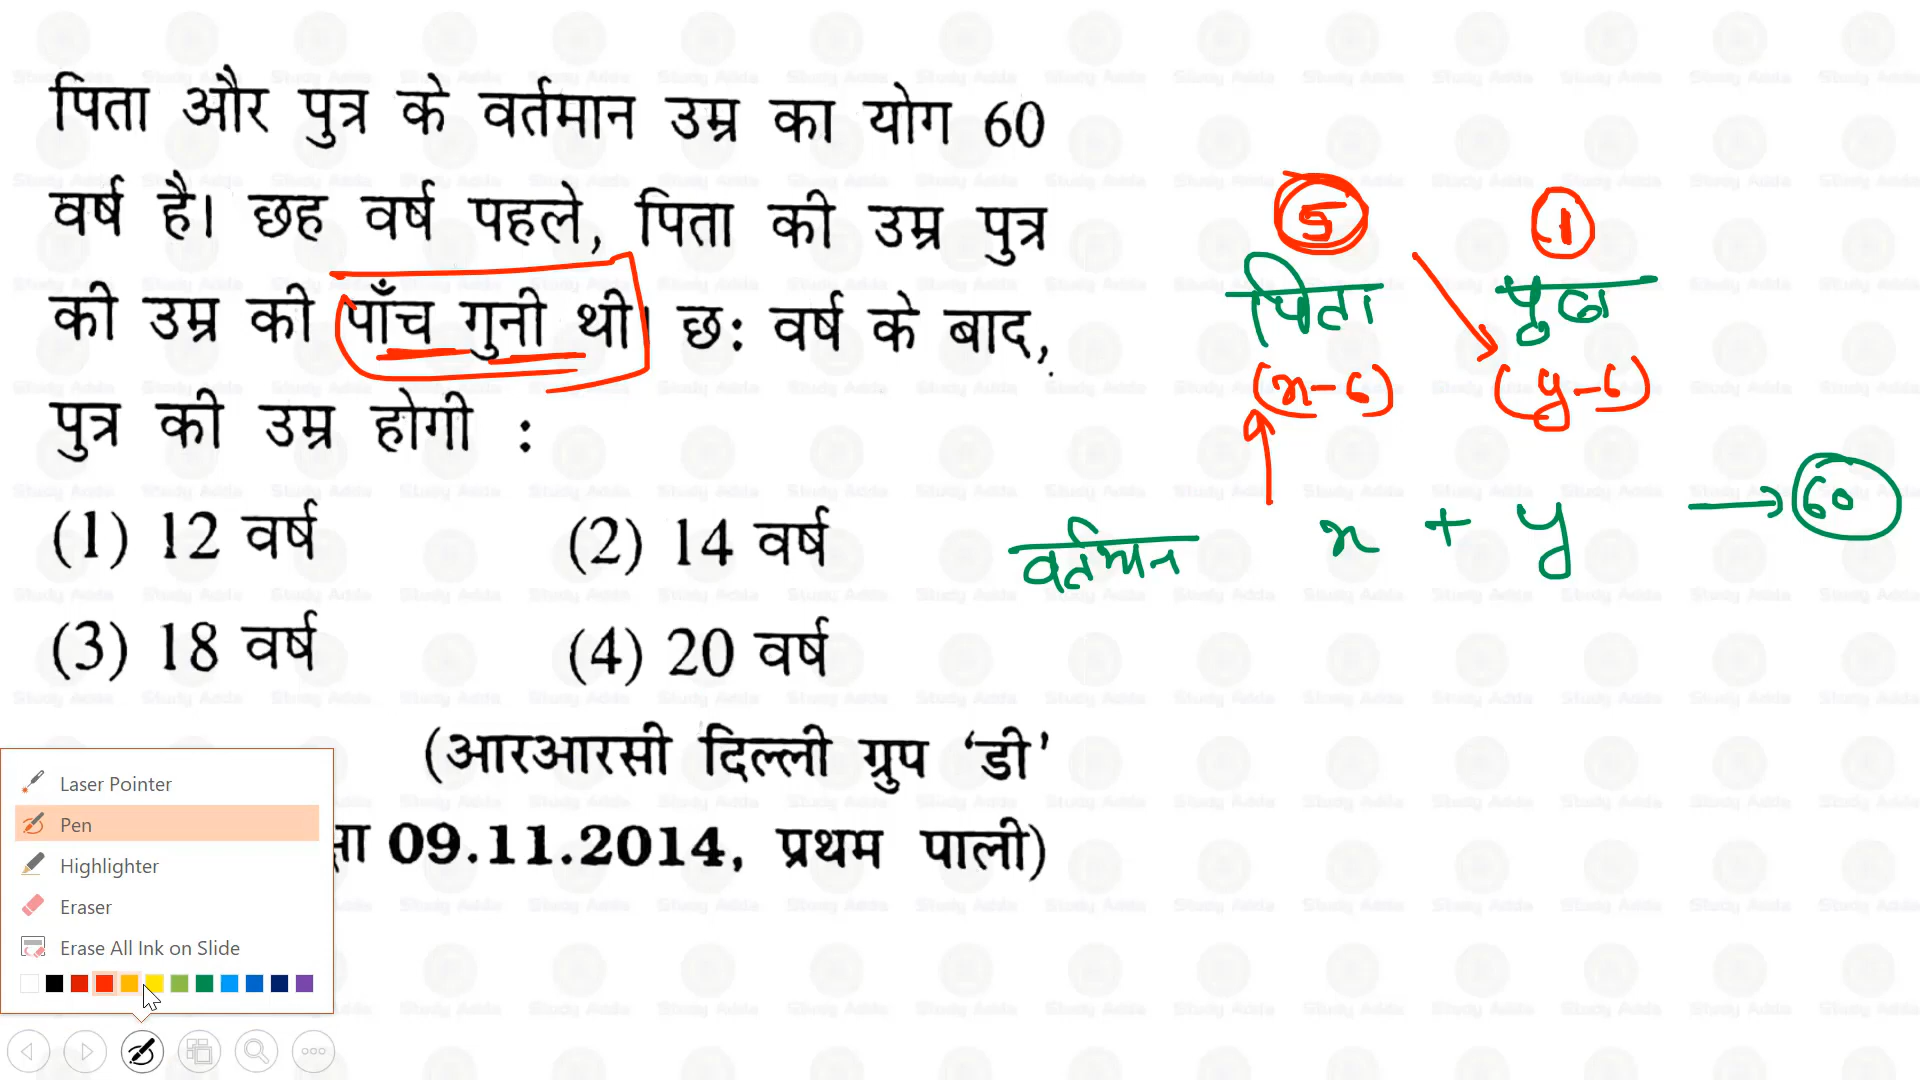 पिता और पुत्र के वर्तमान उम्र का योग 60
वर्ष है। छह वर्ष पहले, पिता की उम्र पुत्र
की उम्र की पाँच गुनी थी। छः वर्ष के बाद,
पुत्र की उम्र होगी :
(1) 12 वर्ष (2) 14 वर्ष
(3) 18 वर्ष (4) 20 वर्ष
(आरआरसी दिल्ली ग्रुप ‘डी’
09.11.2014, प्रथम पाली)
5 1
पिता पुत्र
(x-6) (y-6)
वर्तमान x + y → 60
Laser Pointer
Pen
Highlighter
Eraser
Erase All Ink on Slide
Study Adda